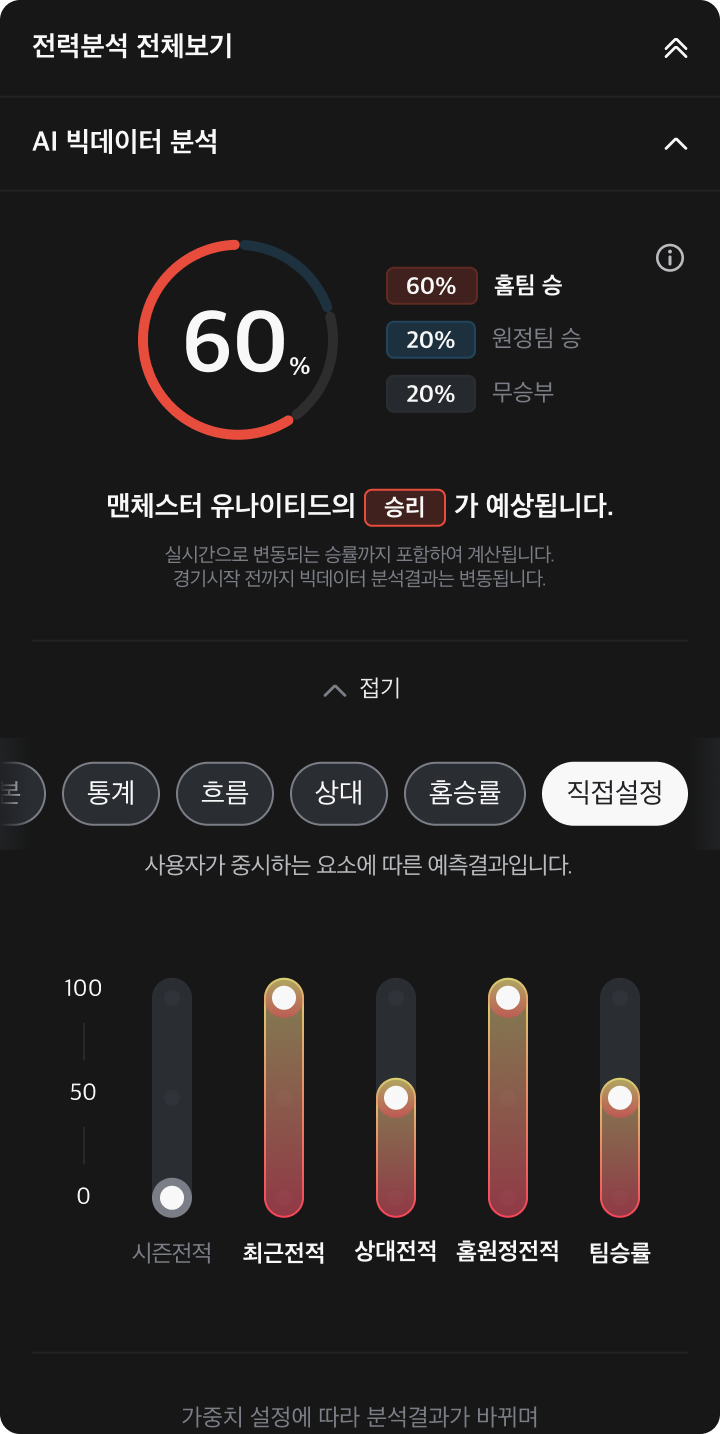 전력분석 전체보기
AI 빅데이터 분석
60%
60% 홈팀 승
20% 원정팀 승
20% 무승부
맨체스터 유나이티드의 승리 가 예상됩니다.
실시간으로 변동되는 승률까지 포함하여 계산됩니다.
경기시작 전까지 빅데이터 분석결과는 변동됩니다.
접기
본 통계 흐름 상대 홈승률 직접설정
사용자가 중시하는 요소에 따른 예측결과입니다.
100
50
0
시즌전적 최근전적 상대전적 홈원정전적 팀승률
가중치 설정에 따라 분석결과가 바뀌며